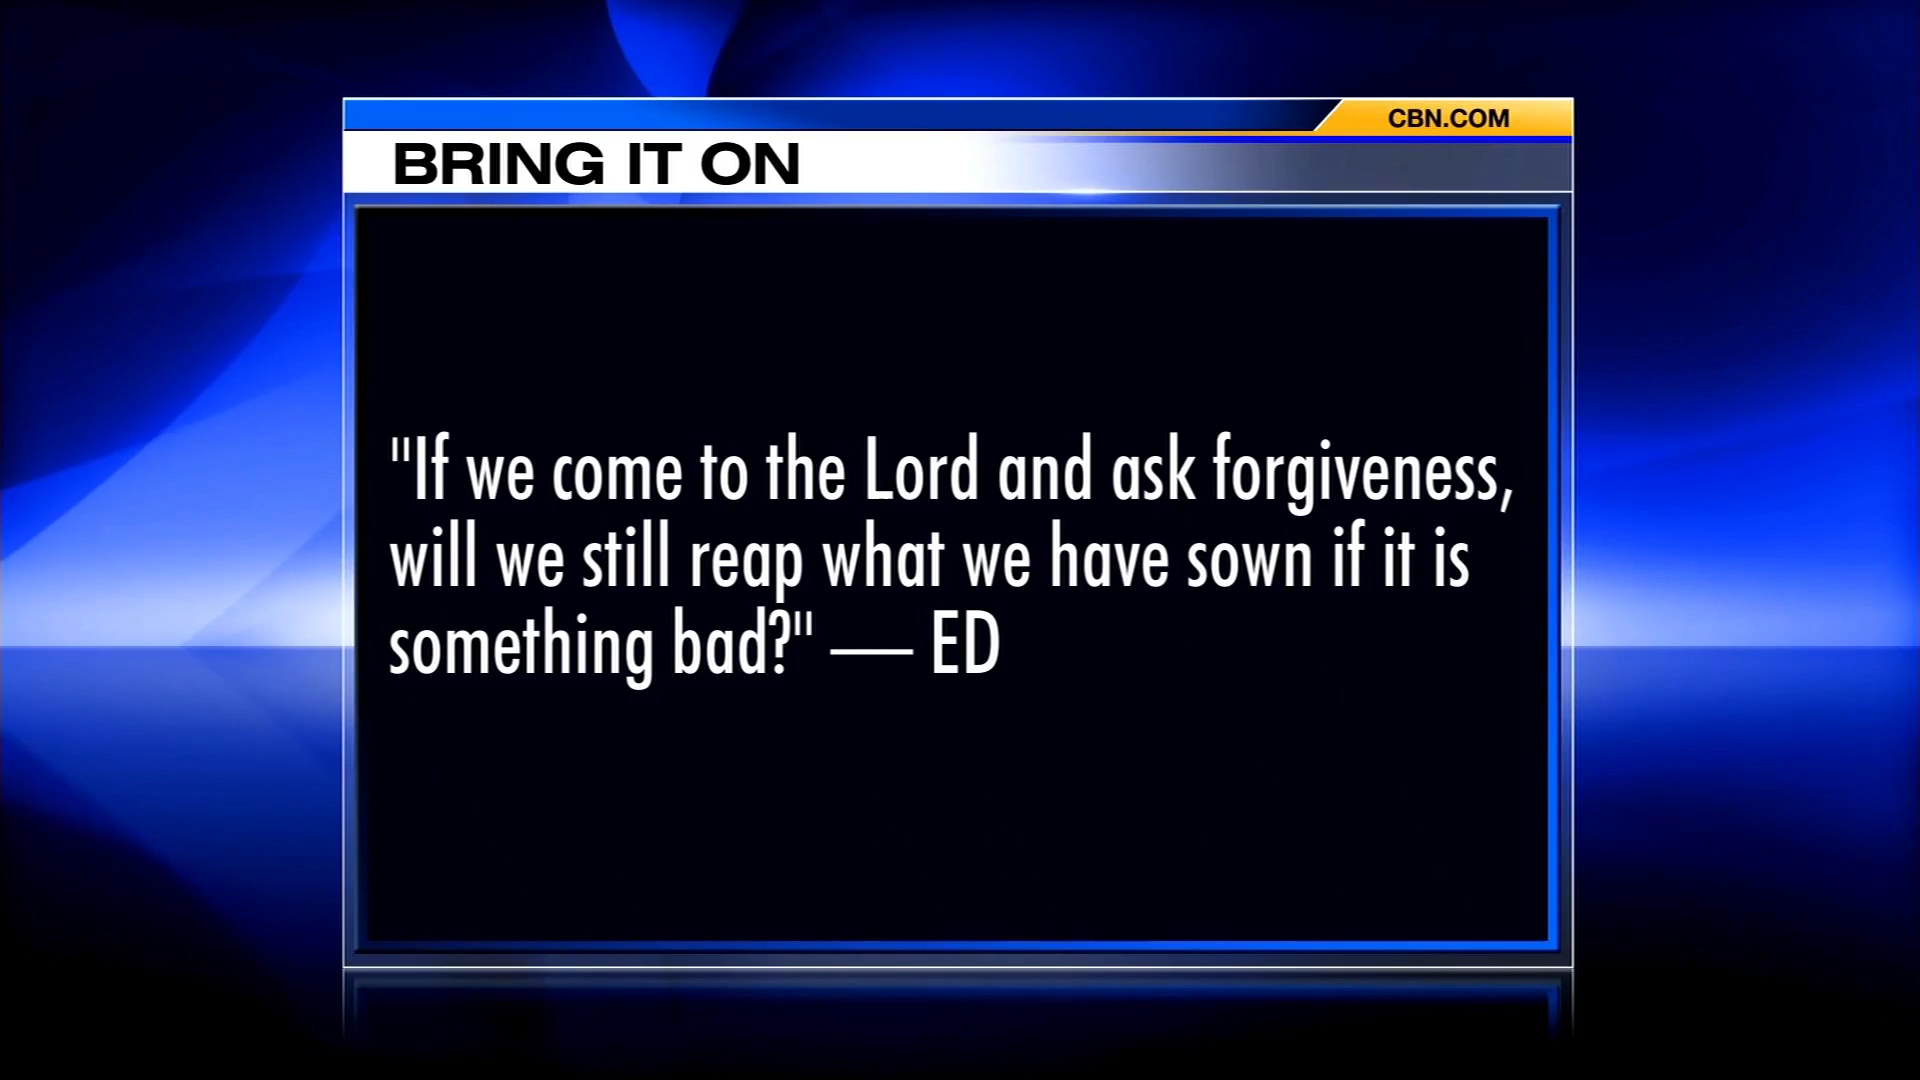 CBN.COM
BRING IT ON
"If we come to the Lord and ask forgiveness,
will we still reap what we have sown if it is
something bad?" — ED